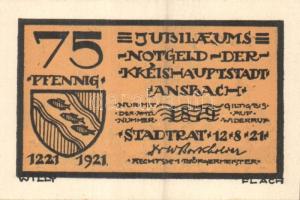 75
PFENNIG
1221 1921
JUBILÆUMS
NOTGELD·DER
KREISHAUPTSTADT
ANSBACH
NUR MIT
DER AMTL
NUMMER
GILTIG BIS
AUF
WIDERRUF
STADTRAT 12·8·21
RECHTSK. I. BÜRGERMEISTER
WILLY FLACH